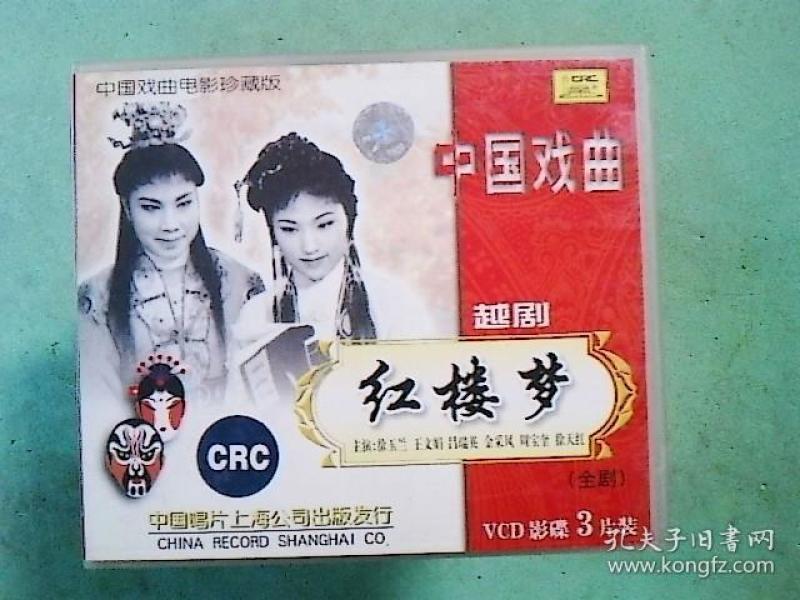 中国戏曲电影珍藏版
CRC
中国戏曲
越剧
红楼梦
主演:徐玉兰 王文娟 吕瑞英 金采风 周宝奎 徐天红
(全剧)
CRC
中国唱片上海公司出版发行
CHINA RECORD SHANGHAI CO.
VCD 影碟 3 片装
孔夫子旧书网
www.kongfz.com